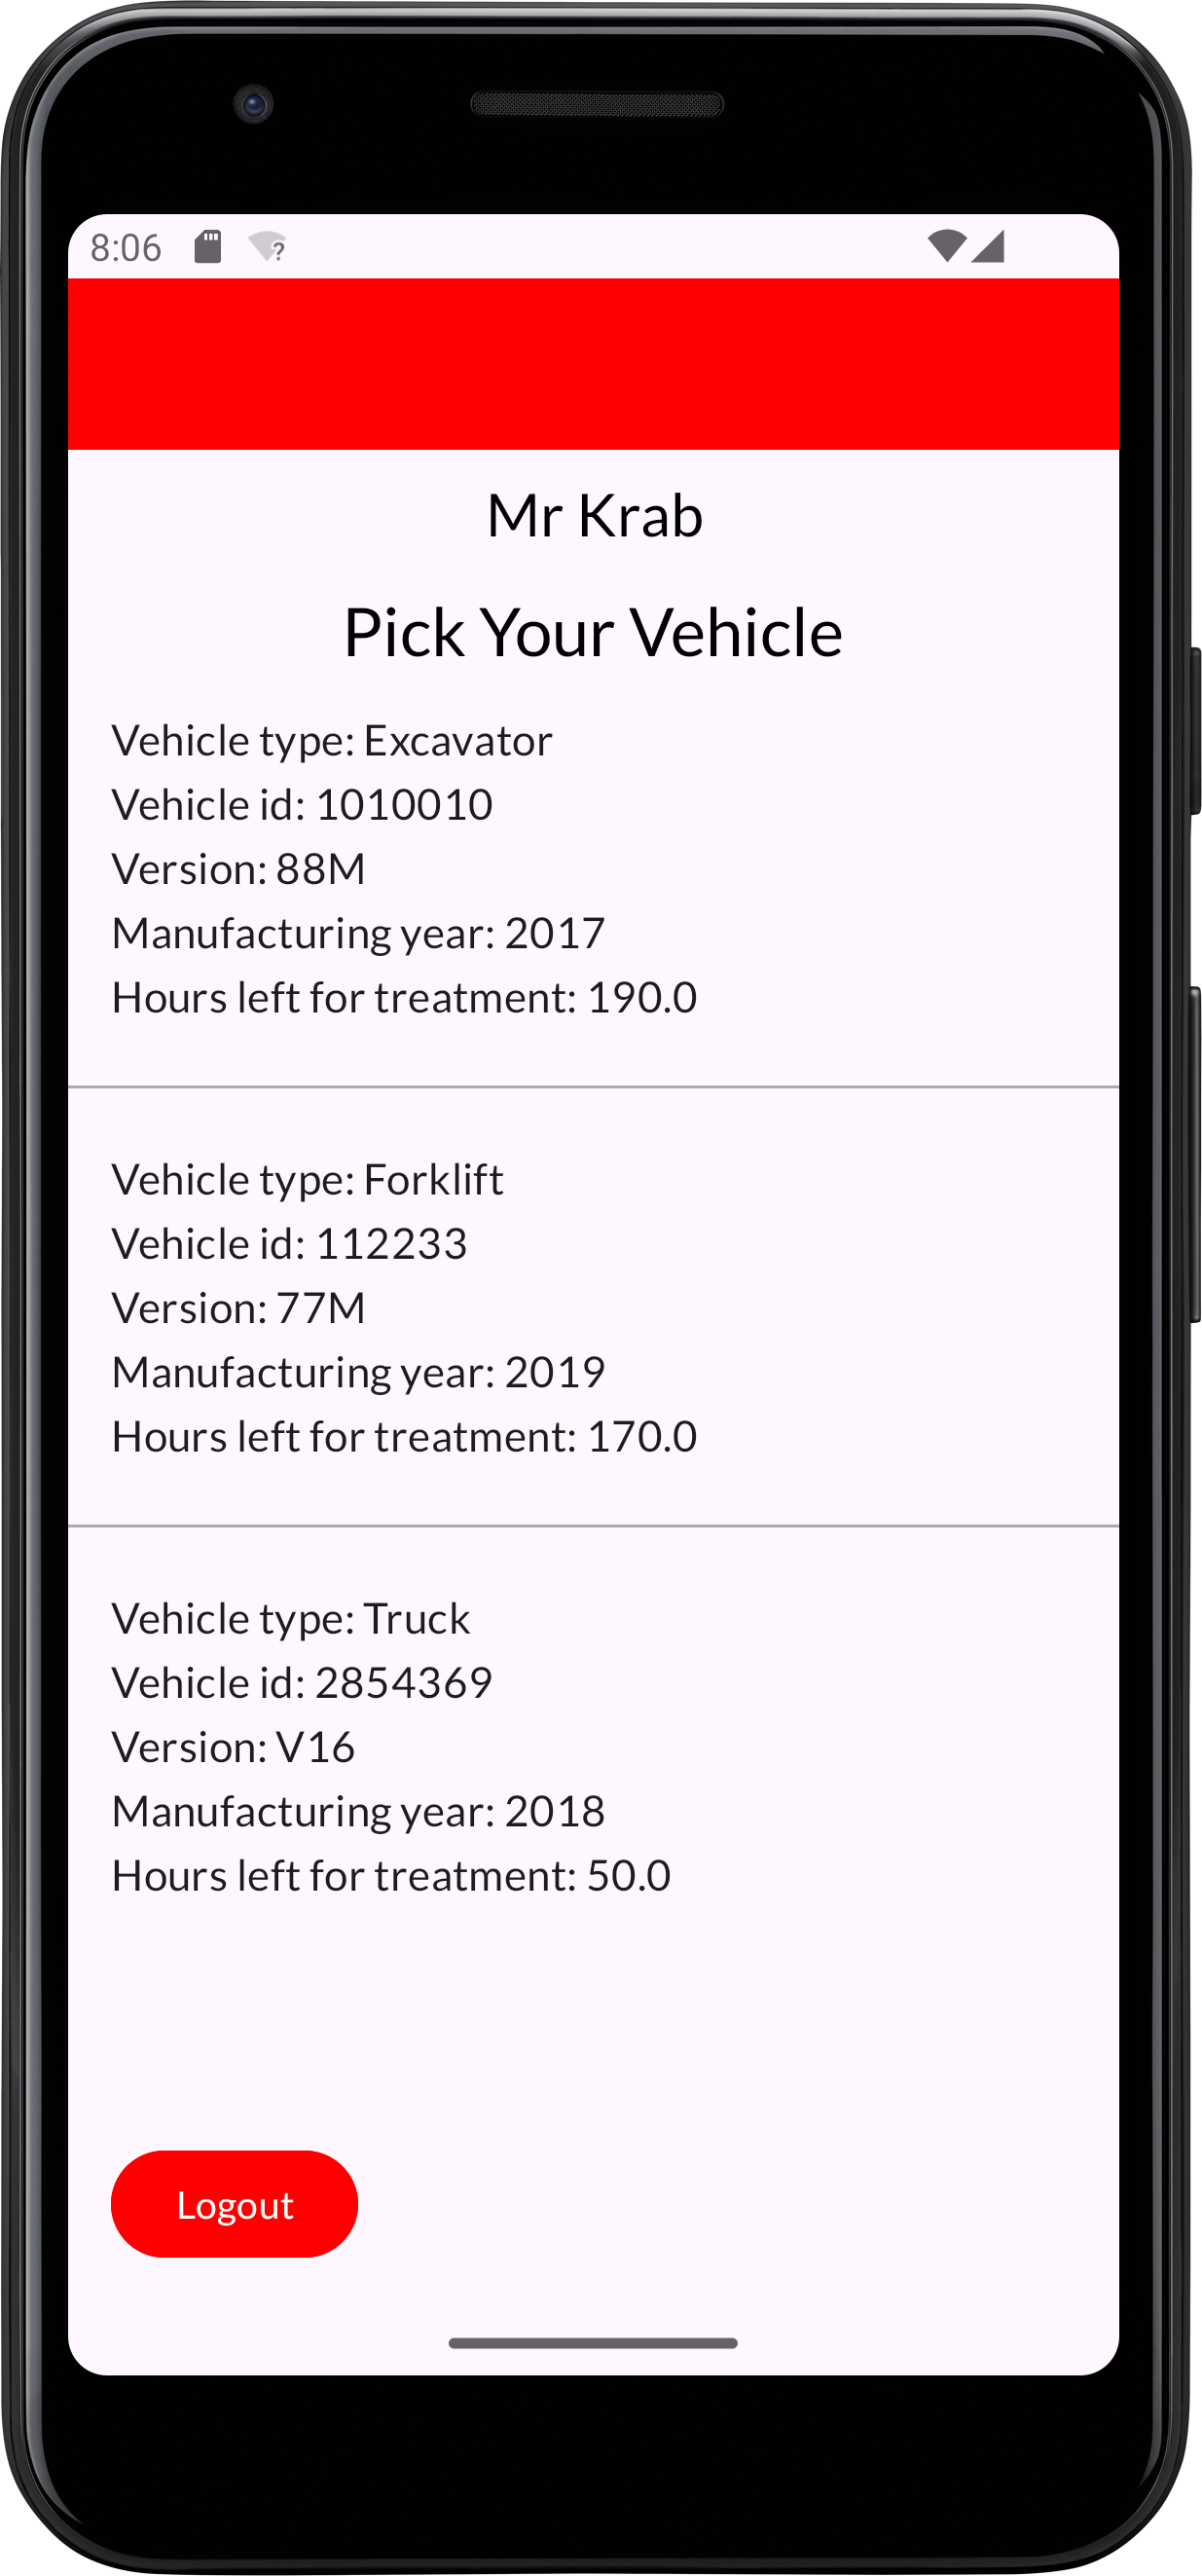 8:06
Mr Krab
Pick Your Vehicle
Vehicle type: Excavator
Vehicle id: 1010010
Version: 88M
Manufacturing year: 2017
Hours left for treatment: 190.0
Vehicle type: Forklift
Vehicle id: 112233
Version: 77M
Manufacturing year: 2019
Hours left for treatment: 170.0
Vehicle type: Truck
Vehicle id: 2854369
Version: V16
Manufacturing year: 2018
Hours left for treatment: 50.0
Logout